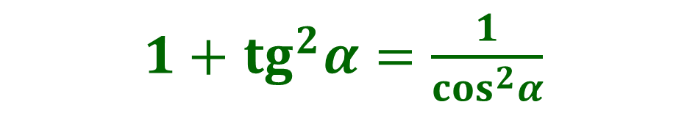 1 + tg²α = 1/cos²α